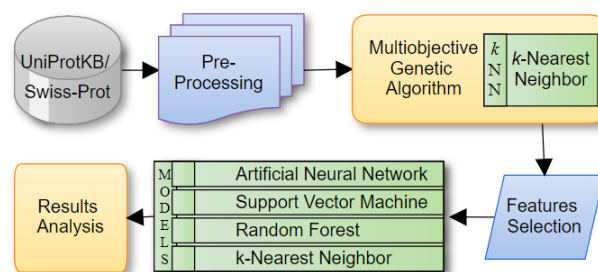 UniProtKB/
Swiss-Prot
Pre-
Processing
Multiobjective
Genetic
Algorithm
k
N
N
k-Nearest
Neighbor
Features
Selection
M
O
D
E
L
S
Artificial Neural Network
Support Vector Machine
Random Forest
k-Nearest Neighbor
Results
Analysis